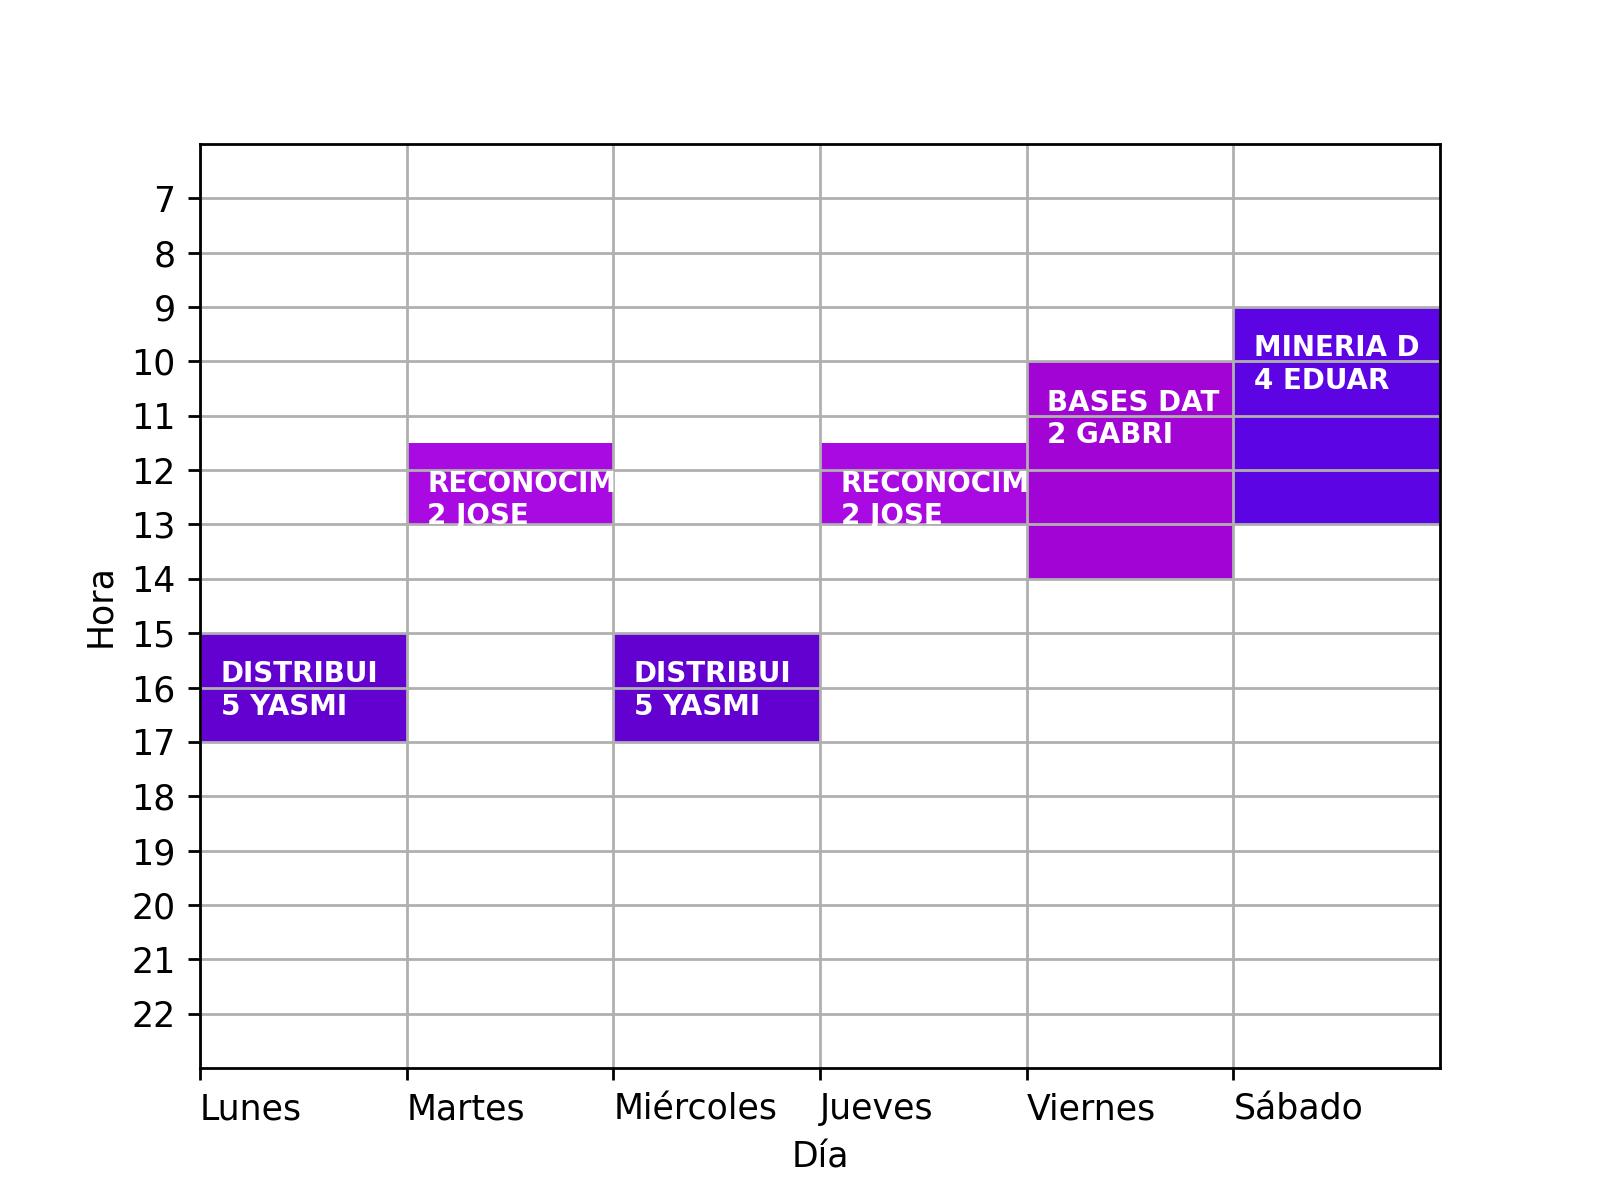 7
8
9
10
11
12
13
14
15
16
17
18
19
20
21
22
Hora
DISTRIBUI
5 YASMI
RECONOCIM
2 JOSE
DISTRIBUI
5 YASMI
RECONOCIM
2 JOSE
BASES DAT
2 GABRI
MINERIA D
4 EDUAR
Lunes
Martes
Miércoles
Jueves
Viernes
Sábado
Día